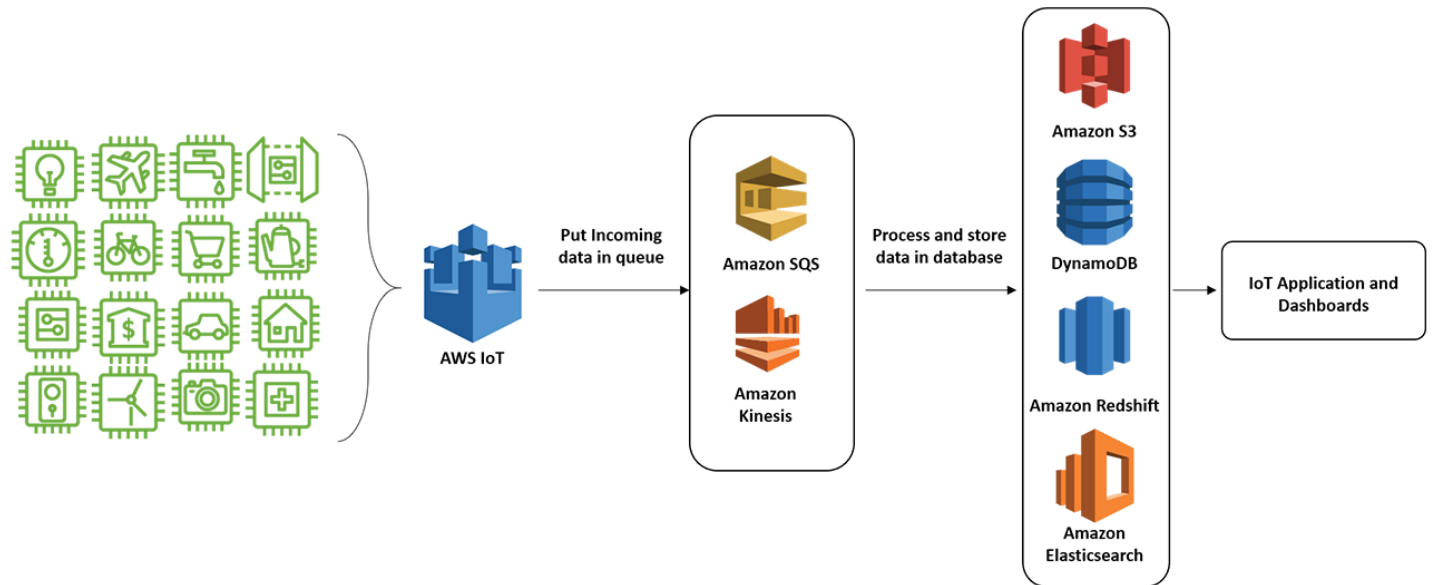 AWS IoT
Put Incoming
data in queue
Amazon SQS
Amazon
Kinesis
Process and store
data in database
Amazon S3
DynamoDB
Amazon Redshift
Amazon
Elasticsearch
IoT Application and
Dashboards
$